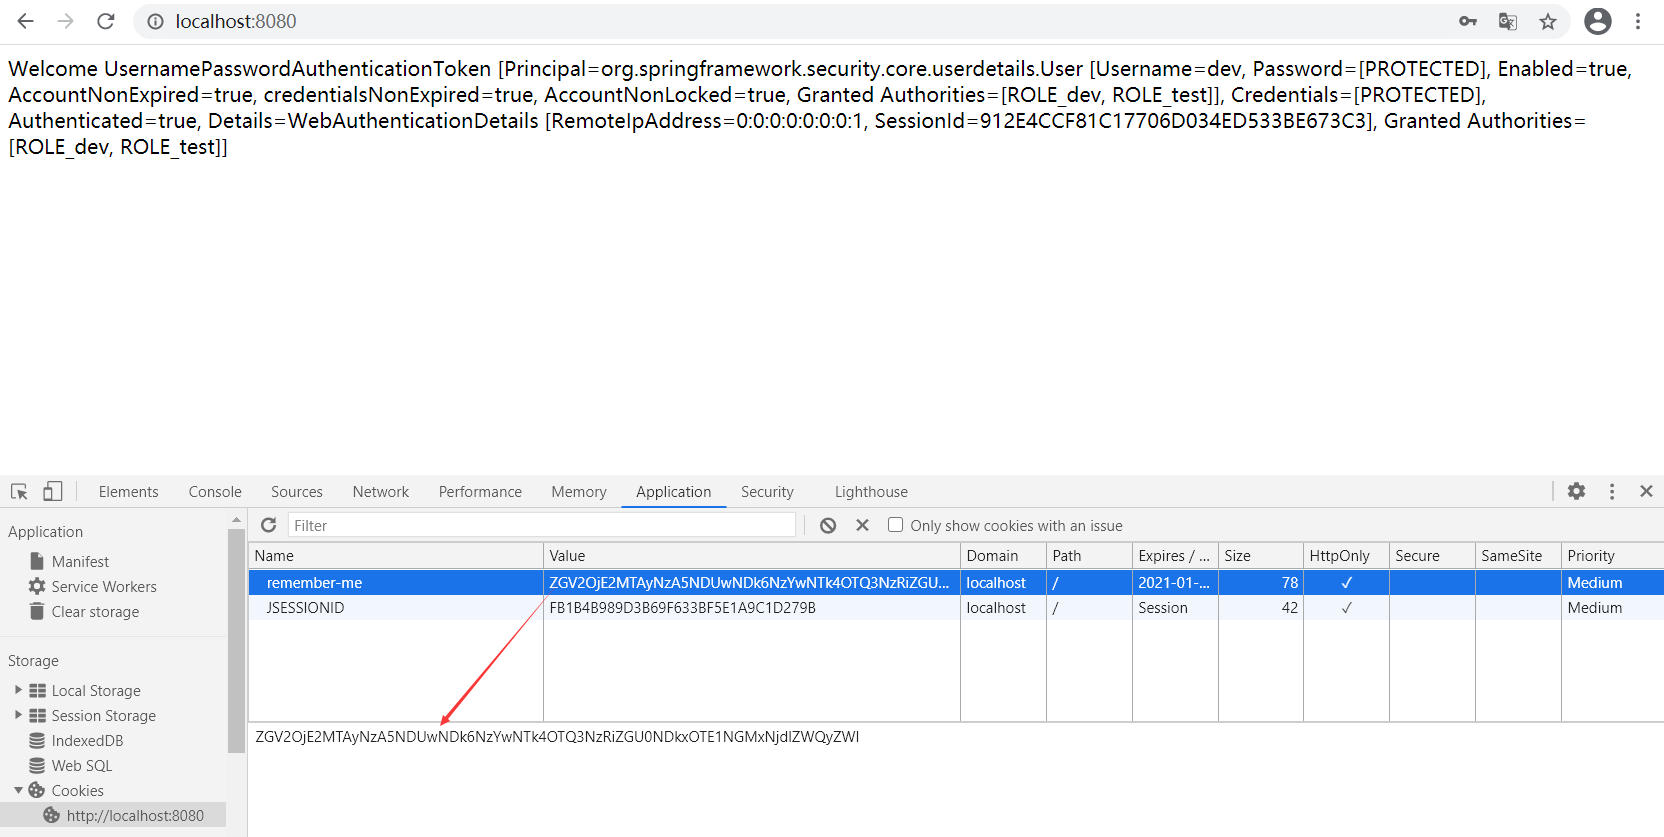 localhost:8080
Welcome UsernamePasswordAuthenticationToken [Principal=org.springframework.security.core.userdetails.User [Username=dev, Password=[PROTECTED], Enabled=true,
AccountNonExpired=true, credentialsNonExpired=true, AccountNonLocked=true, Granted Authorities=[ROLE_dev, ROLE_test]], Credentials=[PROTECTED],
Authenticated=true, Details=WebAuthenticationDetails [RemoteIpAddress=0:0:0:0:0:0:0:1, SessionId=912E4CCF81C17706D034ED533BE673C3], Granted Authorities=
[ROLE_dev, ROLE_test]]
Elements Console Sources Network Performance Memory Application Security Lighthouse
Application
Manifest
Service Workers
Clear storage
Storage
Local Storage
Session Storage
IndexedDB
Web SQL
Cookies
http://localhost:8080
Filter
Only show cookies with an issue
Name Value Domain Path Expires / ... Size HttpOnly Secure SameSite Priority
remember-me ZGV2OjE2MTAyNzA5NDUwNDk6NzYwNTk4OTQ3NzRiZGU... localhost / 2021-01-... 78 ✓ Medium
JSESSIONID FB1B4B989D3B69F633BF5E1A9C1D279B localhost / Session 42 ✓ Medium
ZGV2OjE2MTAyNzA5NDUwNDk6NzYwNTk4OTQ3NzRiZGU0NDkxOTE1NGMxNjdlZWQyZWI